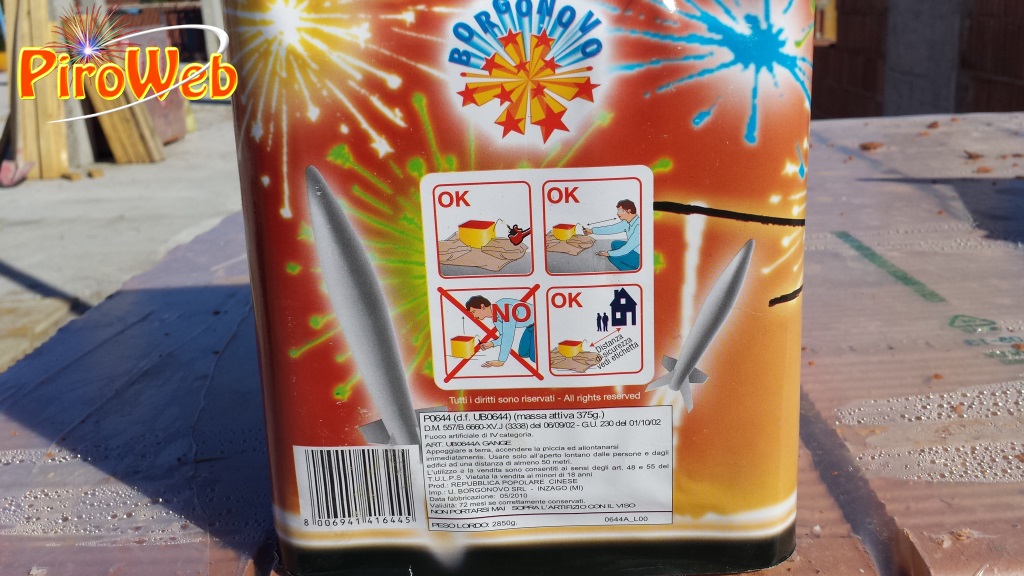 PiroWeb
BORGONOVO
OK
OK
NO
OK
Distanza
di sicurezza
vedi etichetta
Tutti i diritti sono riservati - All rights reserved
P0644 (d.f. UB0644) (massa attiva 375g.)
D.M. 557/B.6660-XV.J (3338) del 06/09/02 - G.U. 230 del 01/10/02
Fuoco artificiale di IV categoria.
ART. UB0644A GANGE
Appoggiare a terra, accendere la piccia ed allontanarsi
immediatamente. Usare solo all'aperto lontano dalle persone e dagli
edifici ad una distanza di almeno 50 metri.
L'utilizzo e la vendita sono consentiti ai sensi degli art. 48 e 55 del
T.U.L.P.S. Vietata la vendita ai minori di 18 anni
Prod.: REPUBBLICA POPOLARE CINESE
Imp.: U. BORGONOVO SRL - INZAGO (MI)
Data fabbricazione: 05/2010
Validità: 72 mesi se correttamente conservati.
NON PORTARSI MAI SOPRA L'ARTIFIZIO CON IL VISO
PESO LORDO: 2850g. 0644A_L00
8 006941 416445